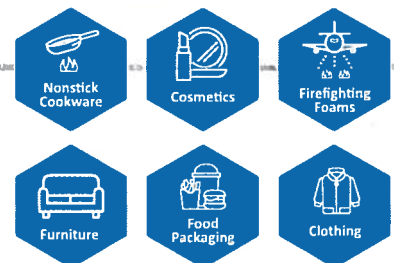 Nonstick
Cookware
Cosmetics
Firefighting
Foams
Furniture
Food
Packaging
Clothing